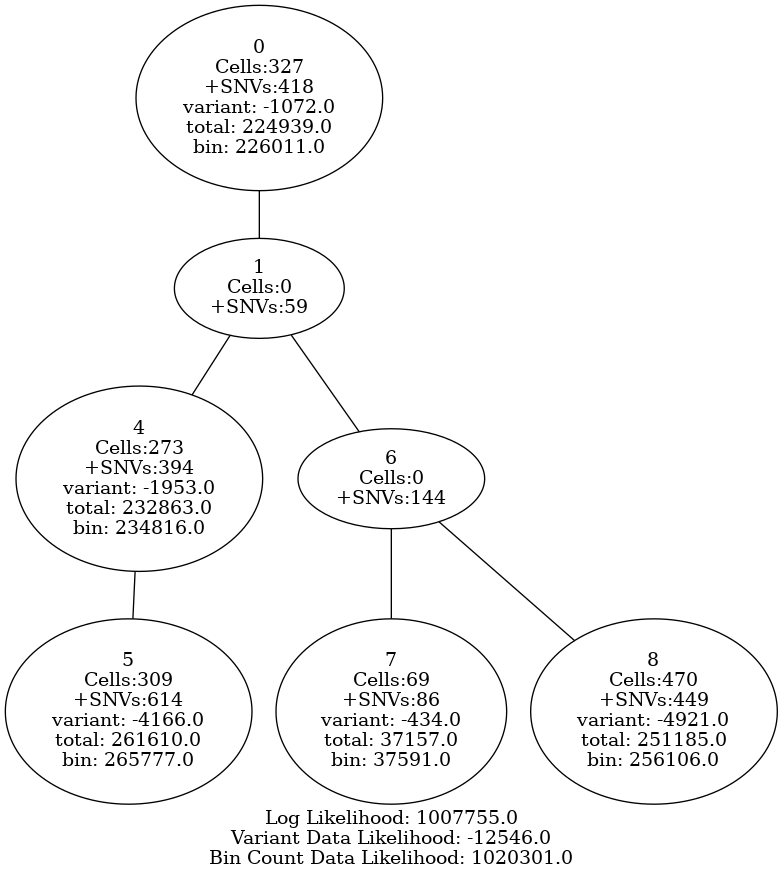 0
Cells:327
+SNVs:418
variant: -1072.0
total: 224939.0
bin: 226011.0
1
Cells:0
+SNVs:59
4
Cells:273
+SNVs:394
variant: -1953.0
total: 232863.0
bin: 234816.0
6
Cells:0
+SNVs:144
5
Cells:309
+SNVs:614
variant: -4166.0
total: 261610.0
bin: 265777.0
7
Cells:69
+SNVs:86
variant: -434.0
total: 37157.0
bin: 37591.0
8
Cells:470
+SNVs:449
variant: -4921.0
total: 251185.0
bin: 256106.0
Log Likelihood: 1007755.0
Variant Data Likelihood: -12546.0
Bin Count Data Likelihood: 1020301.0